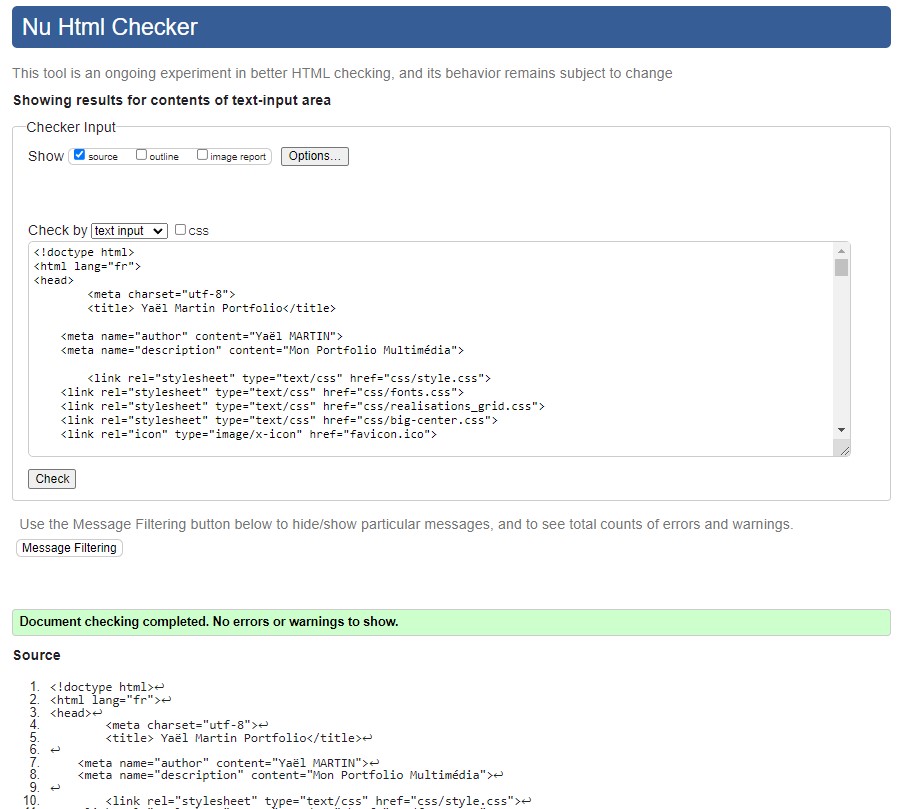 Nu Html Checker
This tool is an ongoing experiment in better HTML checking, and its behavior remains subject to change
Showing results for contents of text-input area
Checker Input
Show source outline image report Options...
Check by text input css
<!doctype html>
<html lang="fr">
<head>
<meta charset="utf-8">
<title> Yaël Martin Portfolio</title>
<meta name="author" content="Yaël MARTIN">
<meta name="description" content="Mon Portfolio Multimédia">
<link rel="stylesheet" type="text/css" href="css/style.css">
<link rel="stylesheet" type="text/css" href="css/fonts.css">
<link rel="stylesheet" type="text/css" href="css/realisations_grid.css">
<link rel="stylesheet" type="text/css" href="css/big-center.css">
<link rel="icon" type="image/x-icon" href="favicon.ico">
Check
Use the Message Filtering button below to hide/show particular messages, and to see total counts of errors and warnings.
Message Filtering
Document checking completed. No errors or warnings to show.
Source
1. <!doctype html>↩
2. <html lang="fr">↩
3. <head>↩
4. <meta charset="utf-8">↩
5. <title> Yaël Martin Portfolio</title>↩
6. ↩
7. <meta name="author" content="Yaël MARTIN">↩
8. <meta name="description" content="Mon Portfolio Multimédia">↩
9. ↩
10. <link rel="stylesheet" type="text/css" href="css/style.css">↩